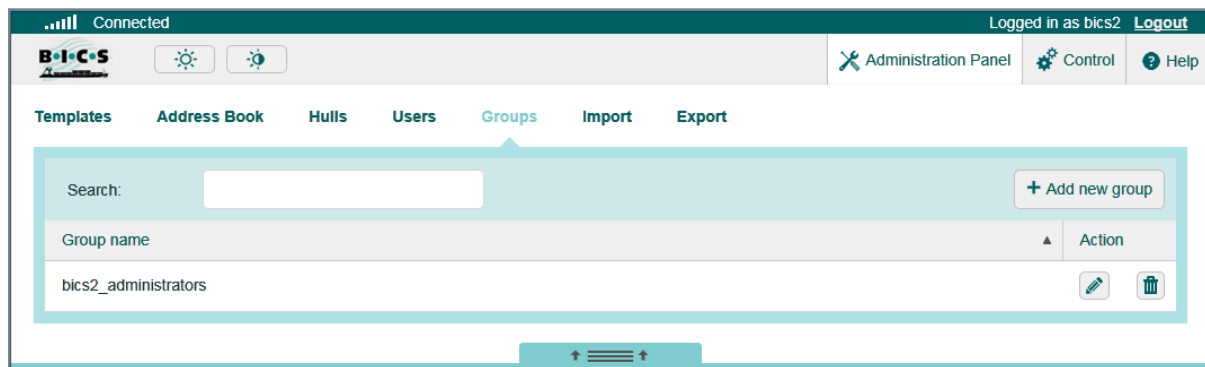 Connected Logged in as bics2 Logout
B•I•C•S Administration Panel Control Help
Templates Address Book Hulls Users Groups Import Export
Search: + Add new group
Group name Action
bics2_administrators